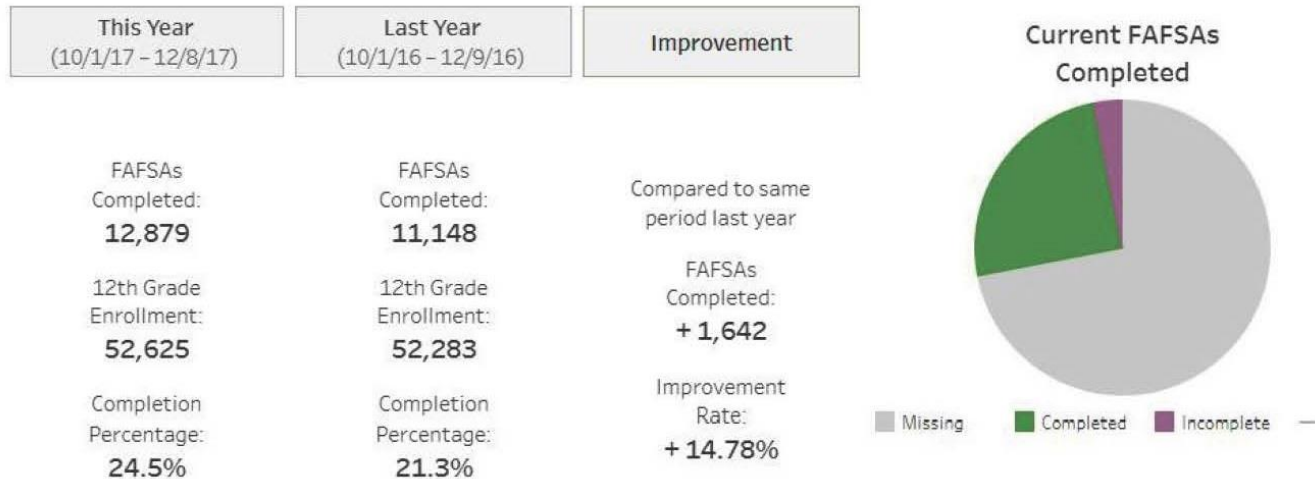 This Year
(10/1/17 – 12/8/17)
FAFSAs
Completed:
12,879
12th Grade
Enrollment:
52,625
Completion
Percentage:
24.5%
Last Year
(10/1/16 – 12/9/16)
FAFSAs
Completed:
11,148
12th Grade
Enrollment:
52,283
Completion
Percentage:
21.3%
Improvement
Compared to same
period last year
FAFSAs
Completed:
+ 1,642
Improvement
Rate:
+ 14.78%
Current FAFSAs
Completed
Missing
Completed
Incomplete